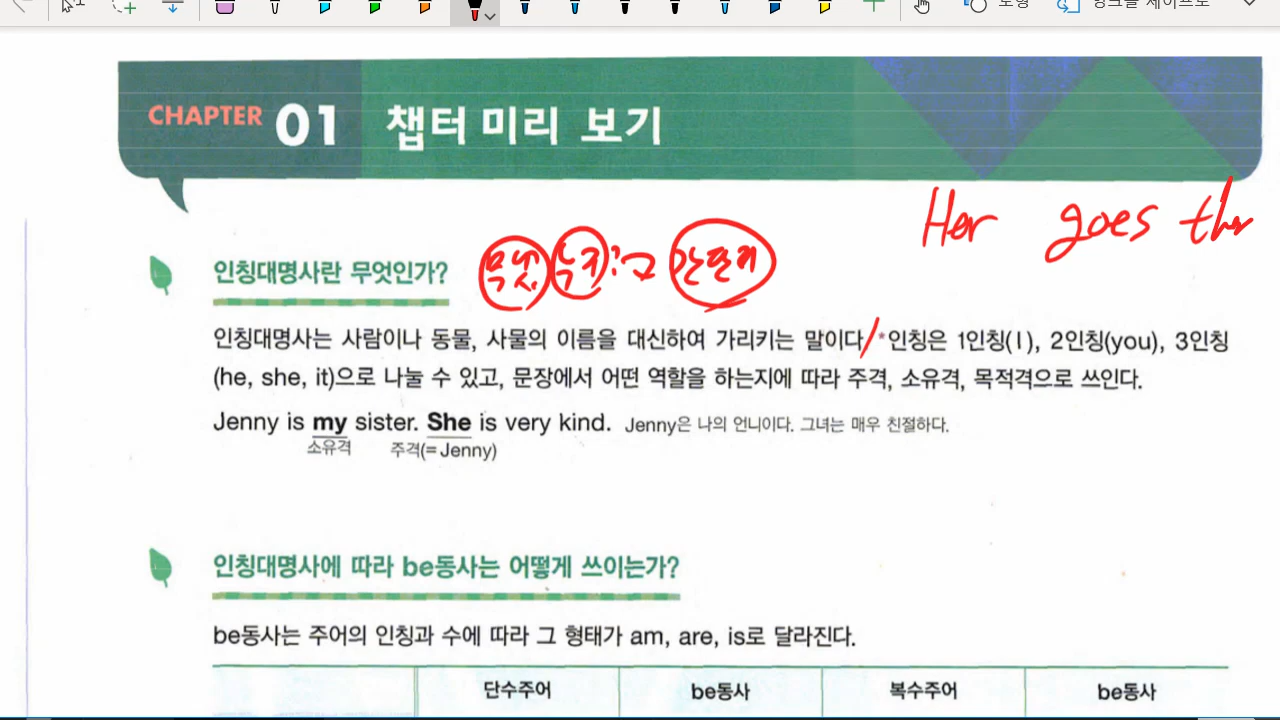 도형
잉크를 셰이프로
CHAPTER 01 챕터 미리 보기
Her goes ther
인칭대명사란 무엇인가? 무엇, 누구?
인칭대명사는 사람이나 동물, 사물의 이름을 대신하여 가리키는 말이다/ *인칭은 1인칭(I), 2인칭(you), 3인칭
(he, she, it)으로 나눌 수 있고, 문장에서 어떤 역할을 하는지에 따라 주격, 소유격, 목적격으로 쓰인다.
Jenny is my sister. She is very kind. Jenny은 나의 언니이다. 그녀는 매우 친절하다.
소유격 주격(=Jenny)
인칭대명사에 따라 be동사는 어떻게 쓰이는가?
be동사는 주어의 인칭과 수에 따라 그 형태가 am, are, is로 달라진다.
단수주어 be동사 복수주어 be동사